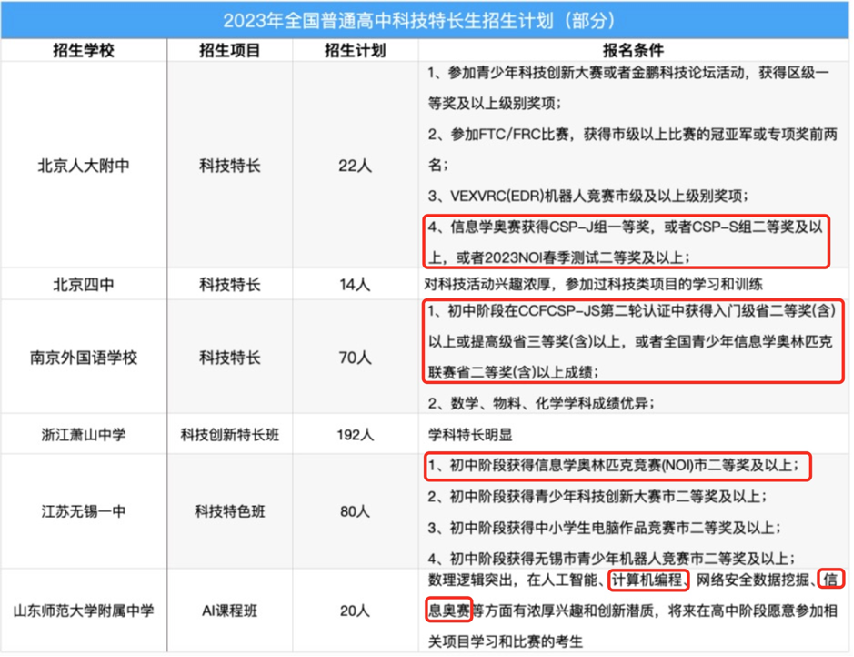 2023年全国普通高中科技特长生招生计划（部分）
招生学校 招生项目 招生计划 报名条件
北京人大附中 科技特长 22人
1、参加青少年科技创新大赛或者金鹏科技论坛活动，获得区级一
等奖及以上级别奖项；
2、参加FTC/FRC比赛，获得市级以上比赛的冠亚军或专项奖前两
名；
3、VEXVRC(EDR)机器人竞赛市级及以上级别奖项；
4、信息学奥赛获得CSP-J组一等奖，或者CSP-S组二等奖及以
上，或者2023NOI春季测试二等奖及以上；
北京四中 科技特长 14人 对科技活动兴趣浓厚，参加过科技类项目的学习和训练
南京外国语学校 科技特长 70人
1、初中阶段在CCFCSP-JS第二轮认证中获得入门级省二等奖(含)
以上或提高级省三等奖(含)以上，或者全国青少年信息学奥林匹克
联赛省二等奖(含)以上成绩；
2、数学、物料、化学学科成绩优异；
浙江萧山中学 科技创新特长班 192人 学科特长明显
江苏无锡一中 科技特色班 80人
1、初中阶段获得信息学奥林匹克竞赛(NOI)市二等奖及以上；
2、初中阶段获得青少年科技创新大赛市二等奖及以上；
3、初中阶段获得中小学生电脑作品竞赛市二等奖及以上；
4、初中阶段获得无锡市青少年机器人竞赛市二等奖及以上；
山东师范大学附属中学 AI课程班 20人
数理逻辑突出，在人工智能、计算机编程、网络安全数据挖掘、信
息奥赛等方面有浓厚兴趣和创新潜质，将来在高中阶段愿意参加相
关项目学习和比赛的考生